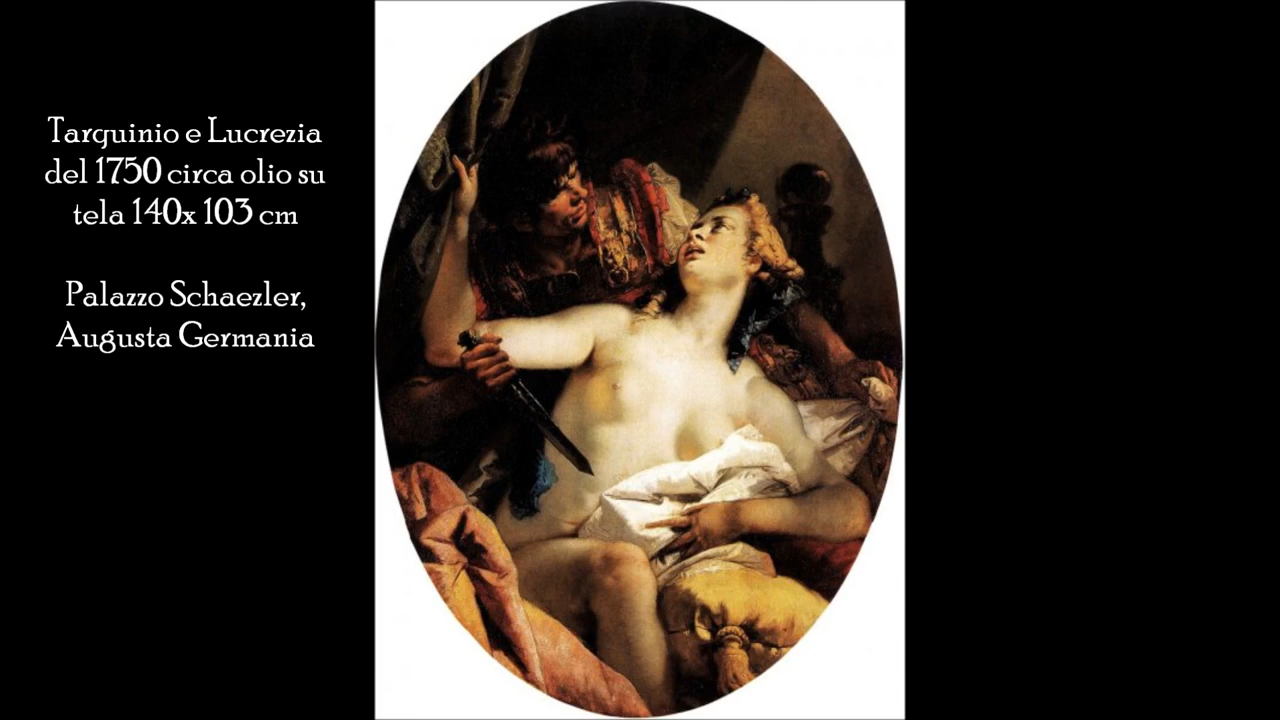 Tarquinio e Lucrezia
del 1750 circa olio su
tela 140x 103 cm
Palazzo Schaezler,
Augusta Germania